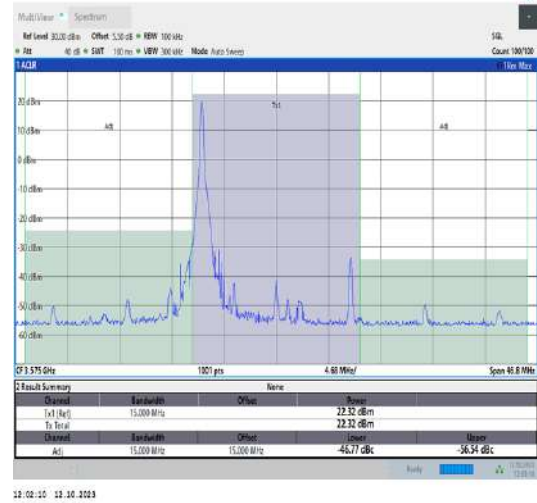 MultiView Spectrum
Ref Level 30.00 dBm Offset 5.50 dB RBW 100 kHz SGL
Att 40 dB SWT 100 ms VBW 300 kHz Mode Auto Sweep Count 100/100
1 ACLR 1Rm Max
20 dBm Tx1
10 dBm Adj Adj
0 dBm
-10 dBm
-20 dBm
-30 dBm
-40 dBm
-50 dBm
-60 dBm
CF 3.575 GHz 1001 pts 4.68 MHz/ Span 46.8 MHz
2 Result Summary None
Channel Bandwidth Offset Power
Tx1 (Ref) 15.000 MHz 22.32 dBm
Tx Total 22.32 dBm
Channel Bandwidth Offset Lower Upper
Adj 15.000 MHz 15.000 MHz -46.77 dBc -56.54 dBc
Ready
12:02:10 12.10.2023